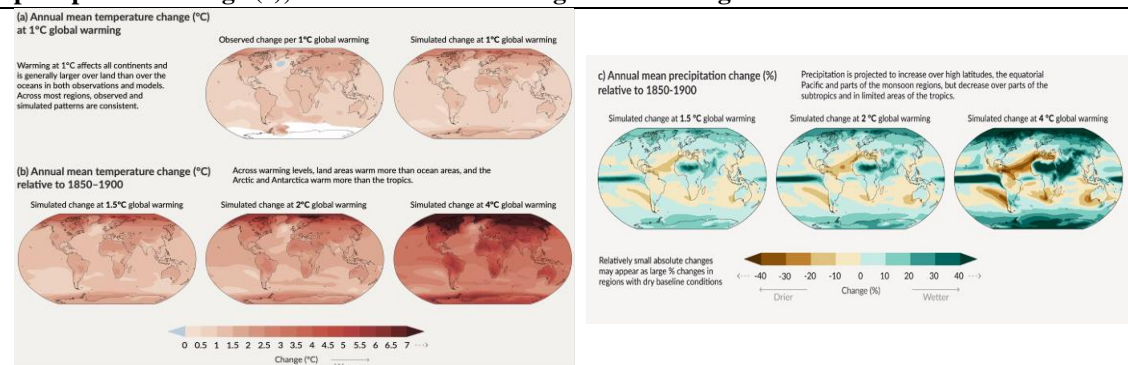 (a) Annual mean temperature change (°C)
at 1°C global warming
Warming at 1°C affects all continents and
is generally larger over land than over the
oceans in both observations and models.
Across most regions, observed and
simulated patterns are consistent.
Observed change per 1°C global warming
Simulated change at 1°C global warming
(b) Annual mean temperature change (°C)
relative to 1850–1900
Across warming levels, land areas warm more than ocean areas, and the
Arctic and Antarctica warm more than the tropics.
Simulated change at 1.5°C global warming
Simulated change at 2°C global warming
Simulated change at 4°C global warming
0 0.5 1 1.5 2 2.5 3 3.5 4 4.5 5 5.5 6 6.5 7
Change (°C)
c) Annual mean precipitation change (%)
relative to 1850-1900
Precipitation is projected to increase over high latitudes, the equatorial
Pacific and parts of the monsoon regions, but decrease over parts of the
subtropics and in limited areas of the tropics.
Simulated change at 1.5 °C global warming
Simulated change at 2 °C global warming
Simulated change at 4 °C global warming
Relatively small absolute changes
may appear as large % changes in
regions with dry baseline conditions
-40 -30 -20 -10 0 10 20 30 40
Change (%)
Drier
Wetter